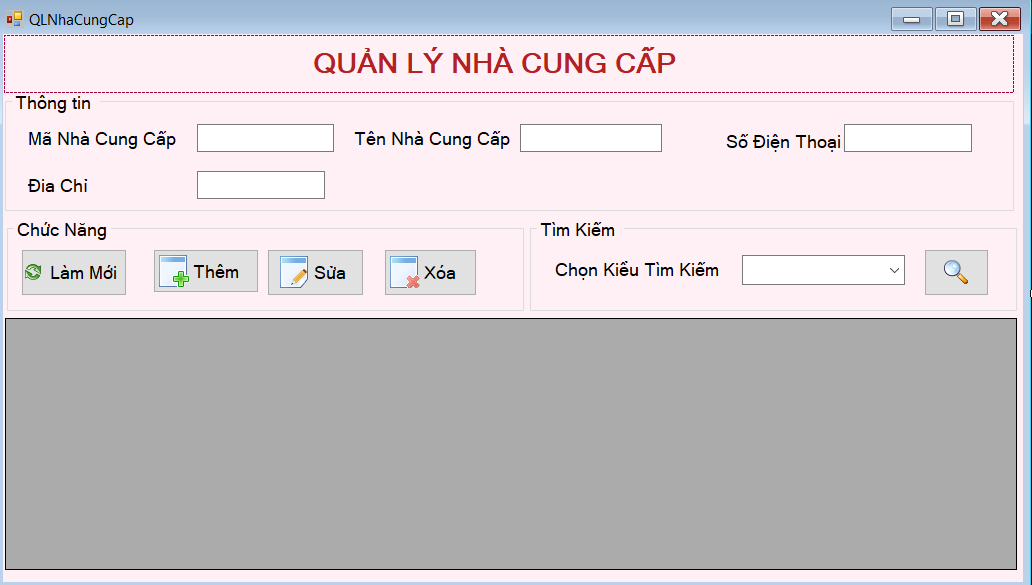 QLNhaCungCap
QUẢN LÝ NHÀ CUNG CẤP
Thông tin
Mã Nhà Cung Cấp
Tên Nhà Cung Cấp
Số Điện Thoại
Đia Chỉ
Chức Năng
Làm Mới
Thêm
Sửa
Xóa
Tìm Kiếm
Chọn Kiểu Tìm Kiếm